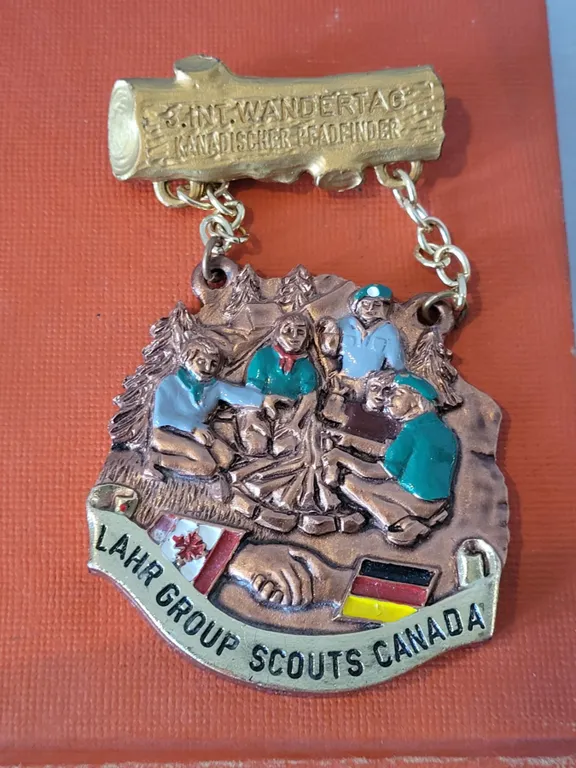 3.INT.WANDERTAG
KANADISCHER PFADFINDER
LAHR GROUP SCOUTS CANADA